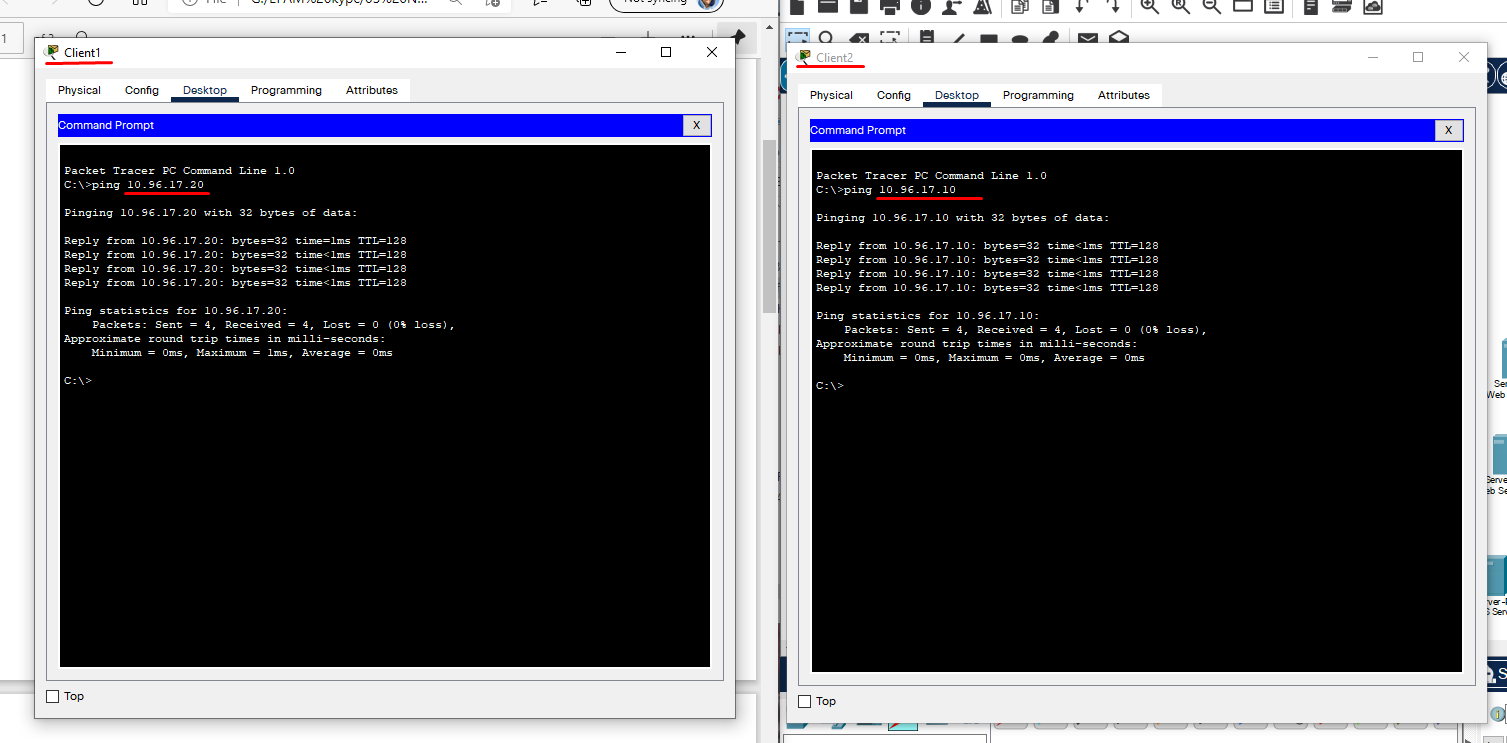 Not syncing
1
Client1
Physical Config Desktop Programming Attributes
Command Prompt X
Packet Tracer PC Command Line 1.0
C:\>ping 10.96.17.20
Pinging 10.96.17.20 with 32 bytes of data:
Reply from 10.96.17.20: bytes=32 time=1ms TTL=128
Reply from 10.96.17.20: bytes=32 time<1ms TTL=128
Reply from 10.96.17.20: bytes=32 time<1ms TTL=128
Reply from 10.96.17.20: bytes=32 time<1ms TTL=128
Ping statistics for 10.96.17.20:
Packets: Sent = 4, Received = 4, Lost = 0 (0% loss),
Approximate round trip times in milli-seconds:
Minimum = 0ms, Maximum = 1ms, Average = 0ms
C:\>
Top
Client2
Physical Config Desktop Programming Attributes
Command Prompt X
Packet Tracer PC Command Line 1.0
C:\>ping 10.96.17.10
Pinging 10.96.17.10 with 32 bytes of data:
Reply from 10.96.17.10: bytes=32 time<1ms TTL=128
Reply from 10.96.17.10: bytes=32 time<1ms TTL=128
Reply from 10.96.17.10: bytes=32 time<1ms TTL=128
Reply from 10.96.17.10: bytes=32 time<1ms TTL=128
Ping statistics for 10.96.17.10:
Packets: Sent = 4, Received = 4, Lost = 0 (0% loss),
Approximate round trip times in milli-seconds:
Minimum = 0ms, Maximum = 0ms, Average = 0ms
C:\>
Top
Ser
Web
Serve
eb Se
ver-P
S Serv